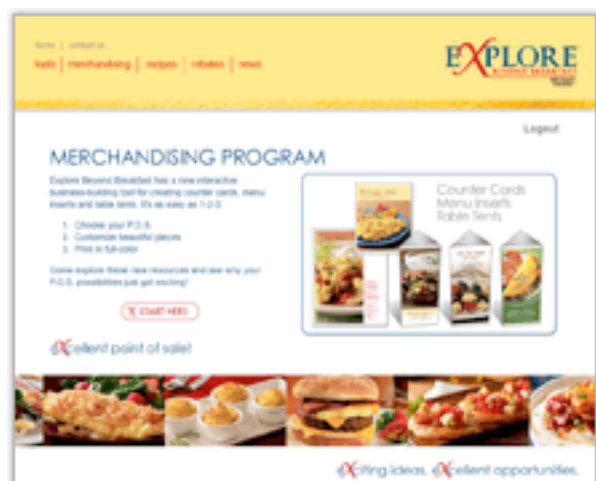 home | contact us
tools | merchandising | recipes | rebates | news
EXPLORE
BEYOND BREAKFAST
Logout
MERCHANDISING PROGRAM
Explore Beyond Breakfast has a new interactive
business-building tool for creating counter cards, menu
inserts and table tents. It's as easy as 1-2-3.
1. Choose your P.O.S.
2. Customize beautiful pieces
3. Print in full-color
Come explore these new resources and see why your
P.O.S. possibilities just got exciting!
START HERE
Counter Cards
Menu Inserts
Table Tents
eXcellent point of sale!
eXciting ideas. eXcellent opportunities.